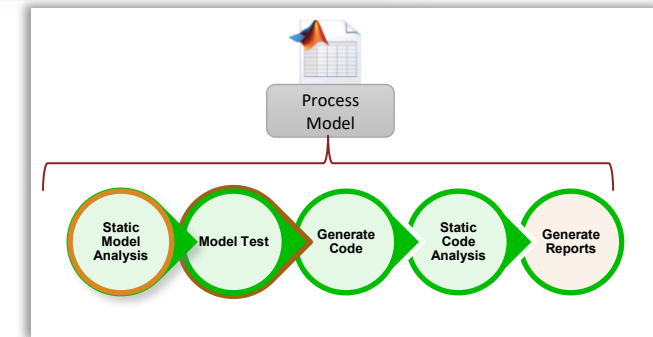 Process
Model
Static
Model
Analysis
Model Test
Generate
Code
Static
Code
Analysis
Generate
Reports